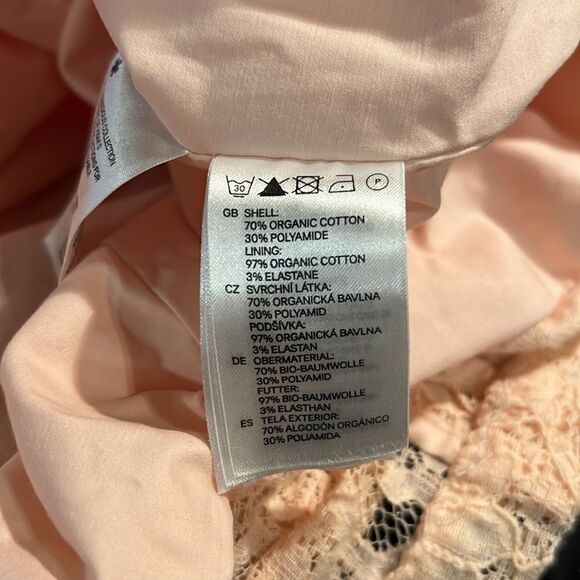 30
P
GB SHELL:
70% ORGANIC COTTON
30% POLYAMIDE
LINING:
97% ORGANIC COTTON
3% ELASTANE
CZ SVRCHNÍ LÁTKA:
70% ORGANICKÁ BAVLNA
30% POLYAMID
PODŠÍVKA:
97% ORGANICKÁ BAVLNA
3% ELASTAN
DE OBERMATERIAL:
70% BIO-BAUMWOLLE
30% POLYAMID
FUTTER:
97% BIO-BAUMWOLLE
3% ELASTHAN
ES TELA EXTERIOR:
70% ALGODÓN ORGÁNICO
30% POLIAMIDA
COLLECTION
FOR